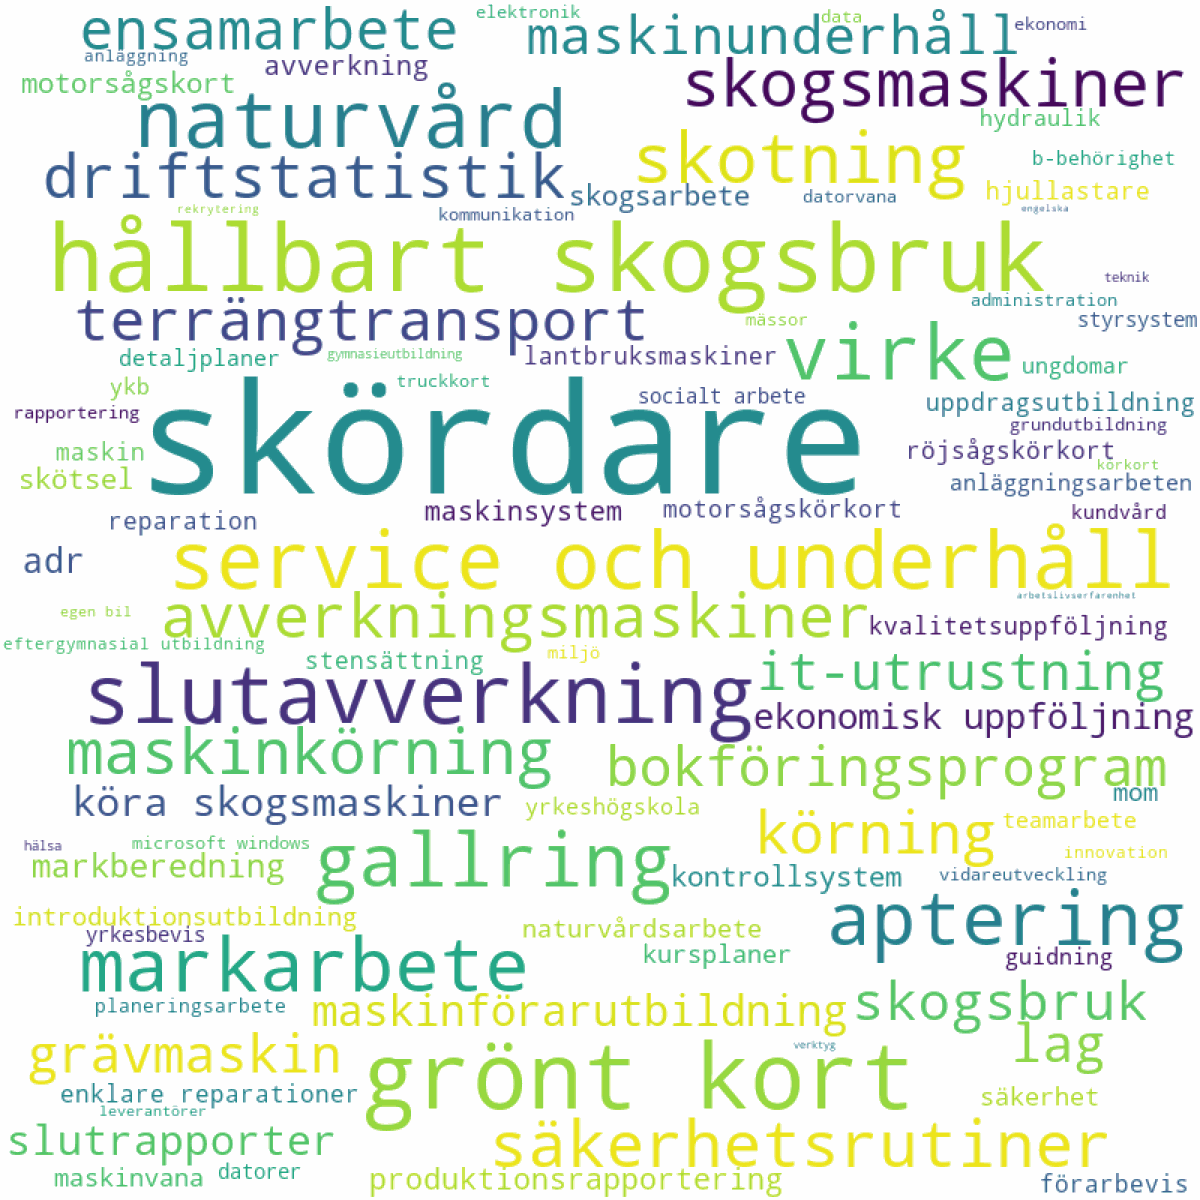 elektronik
data
ensamarbete
maskinunderhåll
ekonomi
anläggning
avverkning
motorsågskort
skogsmaskiner
naturvård
hydraulik
skotning
b-behörighet
driftstatistik
skogsarbete
datorvana
hjullastare
rekrytering
kommunikation
engelska
hållbart skogsbruk
teknik
administration
terrängtransport
mässor
styrsystem
detaljplaner
gymnasieutbildning
lantbruksmaskiner
virke
ungdomar
ykb
truckkort
socialt arbete
uppdragsutbildning
rapportering
skördare
grundutbildning
maskin
röjsågskörkort
körkort
skötsel
anläggningsarbeten
reparation
maskinsystem
motorsågskörkort
kundvård
adr
service och underhåll
arbetslivserfarenhet
egen bil
avverkningsmaskiner
kvalitetsuppföljning
eftergymnasial utbildning
stensättning
miljö
it-utrustning
slutavverkning
ekonomisk uppföljning
maskinkörning
bokföringsprogram
mom
köra skogsmaskiner
yrkeshögskola
körning
teamarbete
hälsa
microsoft windows
innovation
markberedning
gallring
kontrollsystem
vidareutveckling
introduktionsutbildning
aptering
yrkesbevis
naturvårdsarbete
markarbete
kursplaner
guidning
planeringsarbete
maskinförarutbildning
skogsbruk
grävmaskin
verktyg
lag
grönt kort
enklare reparationer
säkerhet
leverantörer
slutrapporter
säkerhetsrutiner
maskinvana
datorer
produktionsrapportering
förarbevis